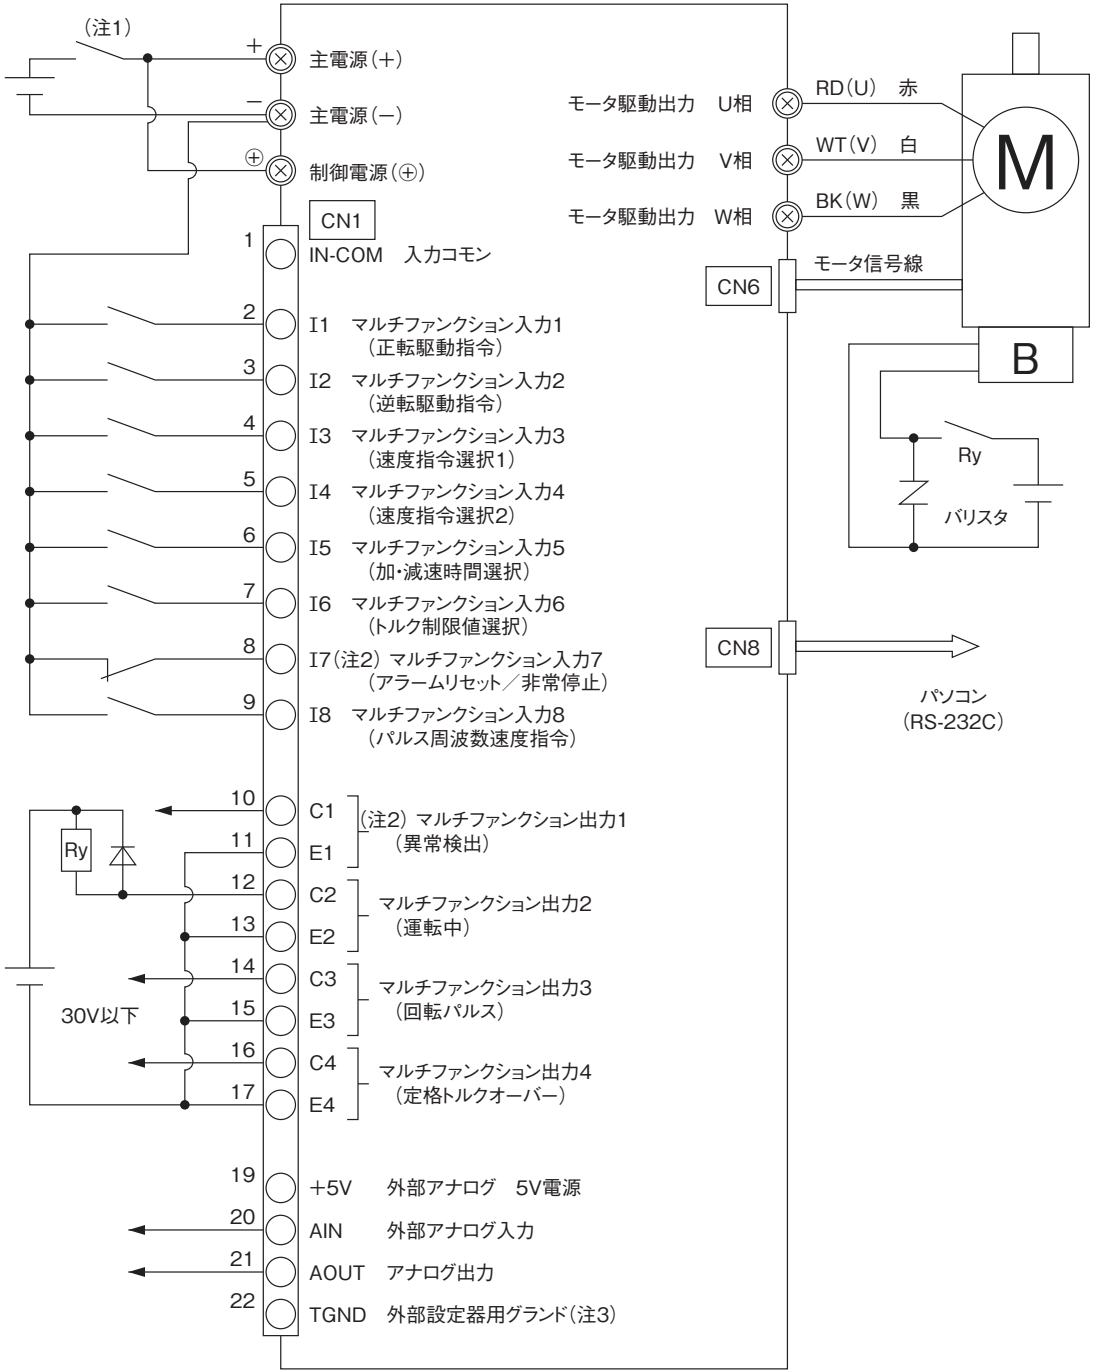 (注1)
+
主電源(+)
−
主電源(−)
⊕
制御電源(⊕)
モータ駆動出力 U相
RD(U) 赤
モータ駆動出力 V相
WT(V) 白
モータ駆動出力 W相
BK(W) 黒
M
CN6
モータ信号線
B
Ry
バリスタ
CN8
パソコン
(RS-232C)
CN1
1
IN-COM 入力コモン
2
I1 マルチファンクション入力1
(正転駆動指令)
3
I2 マルチファンクション入力2
(逆転駆動指令)
4
I3 マルチファンクション入力3
(速度指令選択1)
5
I4 マルチファンクション入力4
(速度指令選択2)
6
I5 マルチファンクション入力5
(加・減速時間選択)
7
I6 マルチファンクション入力6
(トルク制限値選択)
8
I7(注2) マルチファンクション入力7
(アラームリセット／非常停止)
9
I8 マルチファンクション入力8
(パルス周波数速度指令)
10
C1
(注2) マルチファンクション出力1
(異常検出)
11
E1
Ry
12
C2
マルチファンクション出力2
(運転中)
13
E2
14
C3
マルチファンクション出力3
(回転パルス)
15
E3
30V以下
16
C4
マルチファンクション出力4
(定格トルクオーバー)
17
E4
19
+5V 外部アナログ 5V電源
20
AIN 外部アナログ入力
21
AOUT アナログ出力
22
TGND 外部設定器用グランド(注3)